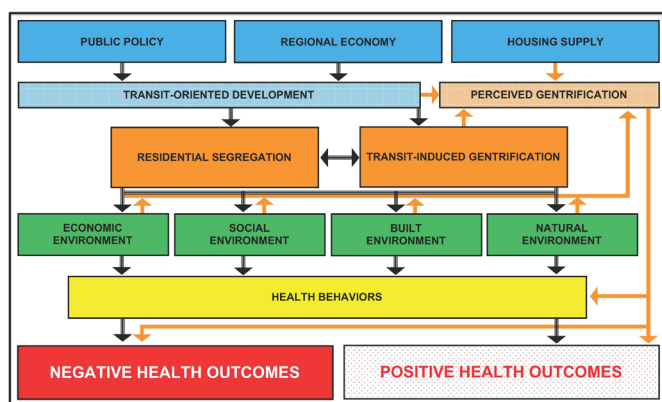 PUBLIC POLICY
REGIONAL ECONOMY
HOUSING SUPPLY
TRANSIT-ORIENTED DEVELOPMENT
PERCEIVED GENTRIFICATION
RESIDENTIAL SEGREGATION
TRANSIT-INDUCED GENTRIFICATION
ECONOMIC
ENVIRONMENT
SOCIAL
ENVIRONMENT
BUILT
ENVIRONMENT
NATURAL
ENVIRONMENT
HEALTH BEHAVIORS
NEGATIVE HEALTH OUTCOMES
POSITIVE HEALTH OUTCOMES